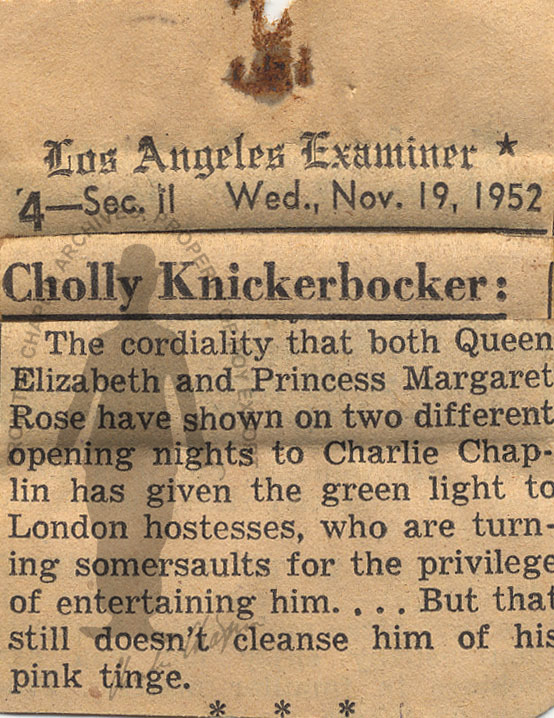 Los Angeles Examiner ★
4—Sec. II Wed., Nov. 19, 1952
Cholly Knickerbocker:
The cordiality that both Queen
Elizabeth and Princess Margaret
Rose have shown on two different
opening nights to Charlie Chap-
lin has given the green light to
London hostesses, who are turn-
ing somersaults for the privilege
of entertaining him. . . . But that
still doesn't cleanse him of his
pink tinge.
* * *